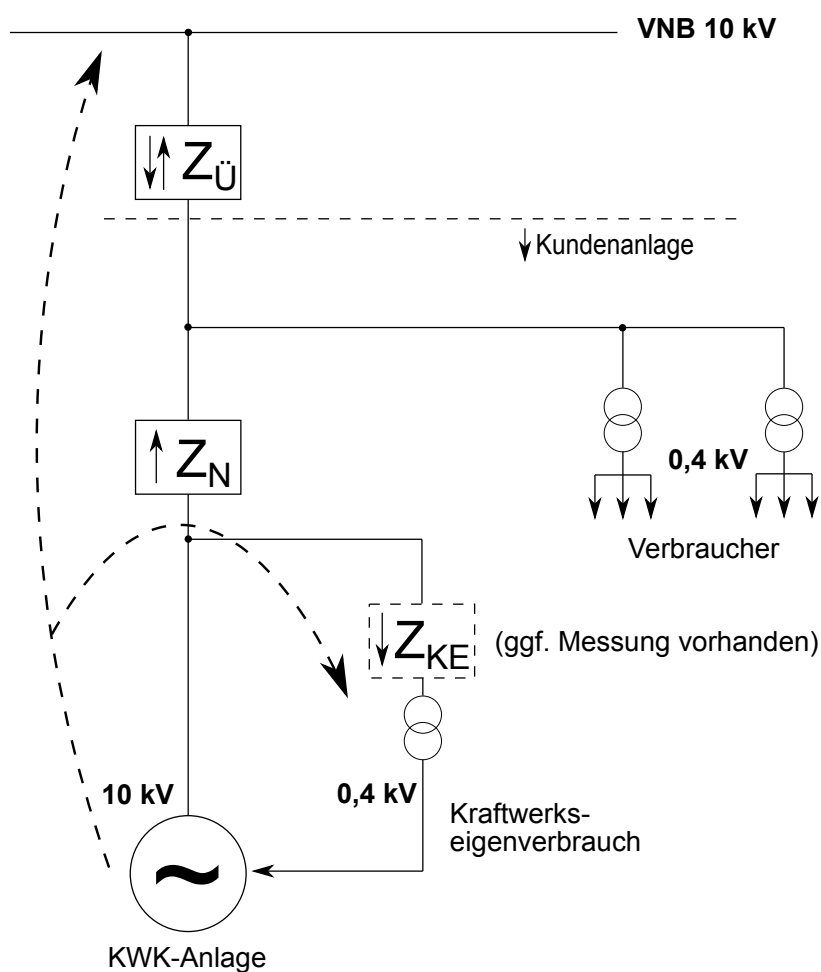 VNB 10 kV
ZÜ
Kundenanlage
ZN
0,4 kV
Verbraucher
ZKE
(ggf. Messung vorhanden)
10 kV
0,4 kV
Kraftwerks-
eigenverbrauch
KWK-Anlage